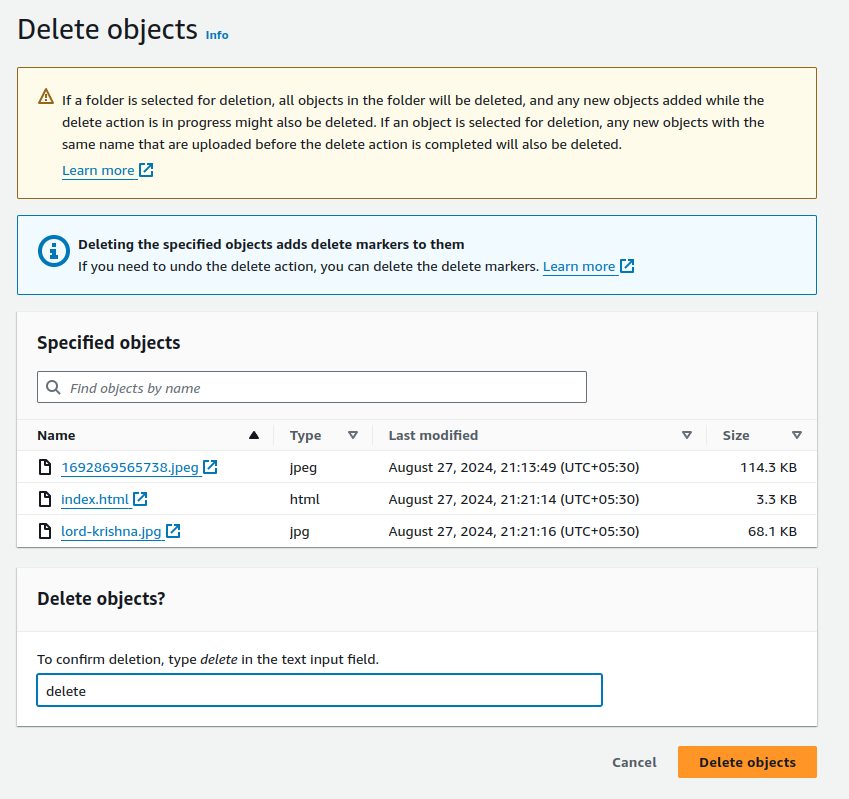 Delete objects Info
If a folder is selected for deletion, all objects in the folder will be deleted, and any new objects added while the
delete action is in progress might also be deleted. If an object is selected for deletion, any new objects with the
same name that are uploaded before the delete action is completed will also be deleted.
Learn more
Deleting the specified objects adds delete markers to them
If you need to undo the delete action, you can delete the delete markers. Learn more
Specified objects
Find objects by name
Name Type Last modified Size
1692869565738.jpeg jpeg August 27, 2024, 21:13:49 (UTC+05:30) 114.3 KB
index.html html August 27, 2024, 21:21:14 (UTC+05:30) 3.3 KB
lord-krishna.jpg jpg August 27, 2024, 21:21:16 (UTC+05:30) 68.1 KB
Delete objects?
To confirm deletion, type delete in the text input field.
delete
Cancel Delete objects